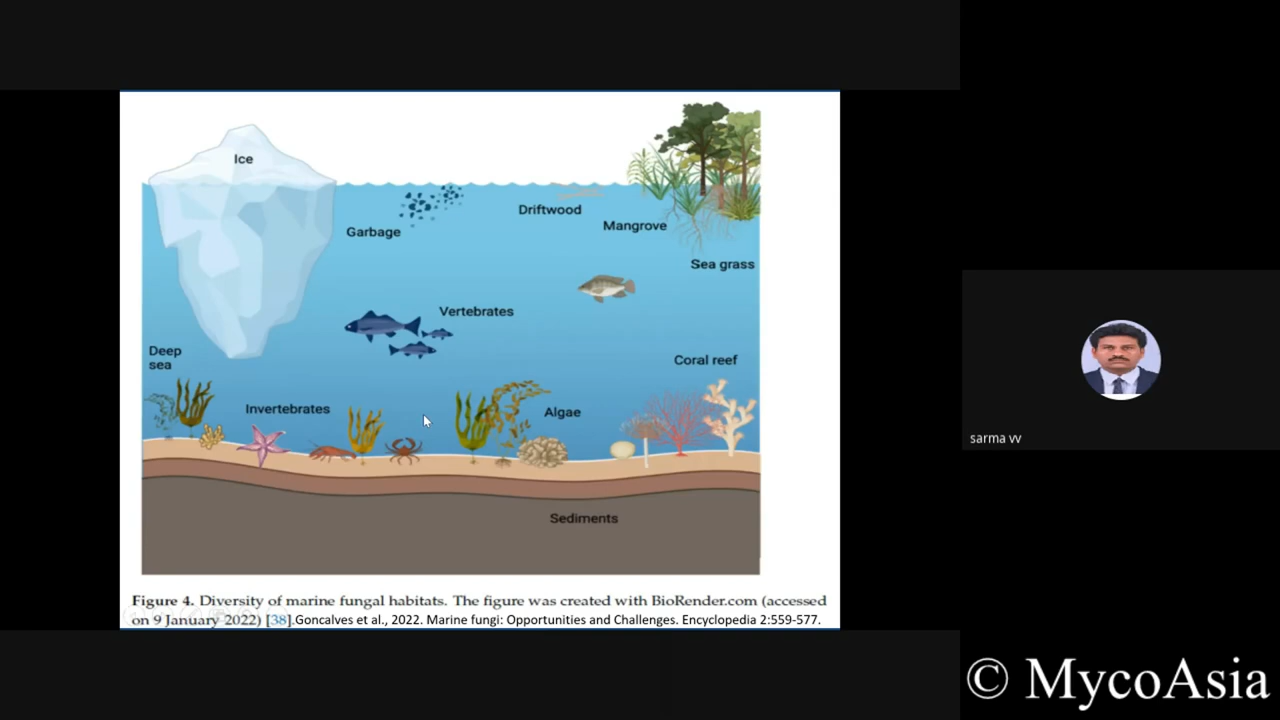 Ice
Garbage
Driftwood
Mangrove
Sea grass
Vertebrates
Deep
sea
Coral reef
Invertebrates
Algae
Sediments
Figure 4. Diversity of marine fungal habitats. The figure was created with BioRender.com (accessed
on 9 January 2022) [38].Goncalves et al., 2022. Marine fungi: Opportunities and Challenges. Encyclopedia 2:559-577.
sarma vv
© MycoAsia